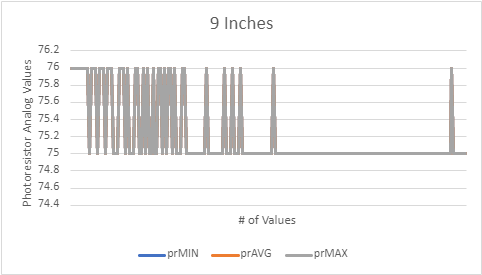 9 Inches
Photoresistor Analog Values
76.2
76
75.8
75.6
75.4
75.2
75
74.8
74.6
74.4
# of Values
prMIN prAVG prMAX